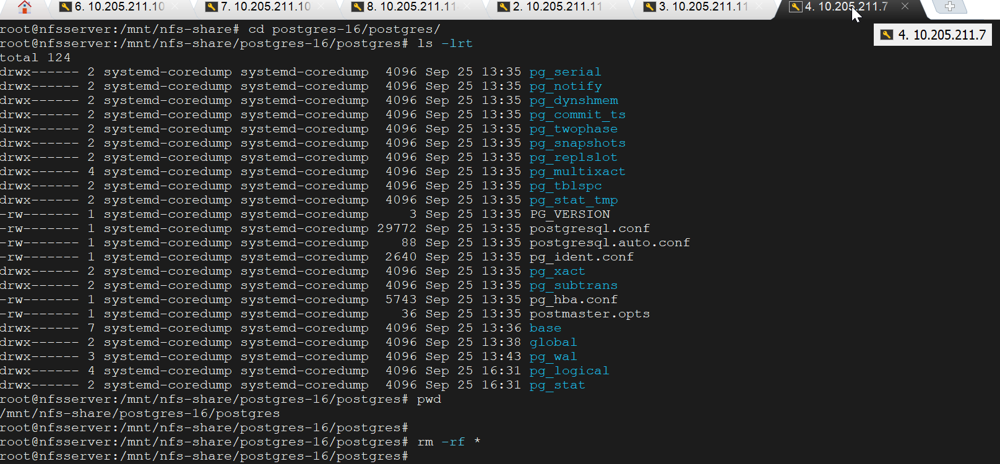 6. 10.205.211.10
7. 10.205.211.10
8. 10.205.211.11
2. 10.205.211.11
3. 10.205.211.11
4. 10.205.211.7
root@nfsserver:/mnt/nfs-share# cd postgres-16/postgres/
4. 10.205.211.7
root@nfsserver:/mnt/nfs-share/postgres-16/postgres# ls -lrt
total 124
drwx------ 2 systemd-coredump systemd-coredump  4096 Sep 25 13:35 pg_serial
drwx------ 2 systemd-coredump systemd-coredump  4096 Sep 25 13:35 pg_notify
drwx------ 2 systemd-coredump systemd-coredump  4096 Sep 25 13:35 pg_dynshmem
drwx------ 2 systemd-coredump systemd-coredump  4096 Sep 25 13:35 pg_commit_ts
drwx------ 2 systemd-coredump systemd-coredump  4096 Sep 25 13:35 pg_twophase
drwx------ 2 systemd-coredump systemd-coredump  4096 Sep 25 13:35 pg_snapshots
drwx------ 2 systemd-coredump systemd-coredump  4096 Sep 25 13:35 pg_replslot
drwx------ 4 systemd-coredump systemd-coredump  4096 Sep 25 13:35 pg_multixact
drwx------ 2 systemd-coredump systemd-coredump  4096 Sep 25 13:35 pg_tblspc
drwx------ 2 systemd-coredump systemd-coredump  4096 Sep 25 13:35 pg_stat_tmp
-rw------- 1 systemd-coredump systemd-coredump     3 Sep 25 13:35 PG_VERSION
-rw------- 1 systemd-coredump systemd-coredump 29772 Sep 25 13:35 postgresql.conf
-rw------- 1 systemd-coredump systemd-coredump    88 Sep 25 13:35 postgresql.auto.conf
-rw------- 1 systemd-coredump systemd-coredump  2640 Sep 25 13:35 pg_ident.conf
drwx------ 2 systemd-coredump systemd-coredump  4096 Sep 25 13:35 pg_xact
drwx------ 2 systemd-coredump systemd-coredump  4096 Sep 25 13:35 pg_subtrans
-rw------- 1 systemd-coredump systemd-coredump  5743 Sep 25 13:35 pg_hba.conf
-rw------- 1 systemd-coredump systemd-coredump    36 Sep 25 13:35 postmaster.opts
drwx------ 7 systemd-coredump systemd-coredump  4096 Sep 25 13:36 base
drwx------ 2 systemd-coredump systemd-coredump  4096 Sep 25 13:38 global
drwx------ 3 systemd-coredump systemd-coredump  4096 Sep 25 13:43 pg_wal
drwx------ 4 systemd-coredump systemd-coredump  4096 Sep 25 16:31 pg_logical
drwx------ 2 systemd-coredump systemd-coredump  4096 Sep 25 16:31 pg_stat
root@nfsserver:/mnt/nfs-share/postgres-16/postgres# pwd
/mnt/nfs-share/postgres-16/postgres
root@nfsserver:/mnt/nfs-share/postgres-16/postgres#
root@nfsserver:/mnt/nfs-share/postgres-16/postgres# rm -rf *
root@nfsserver:/mnt/nfs-share/postgres-16/postgres#